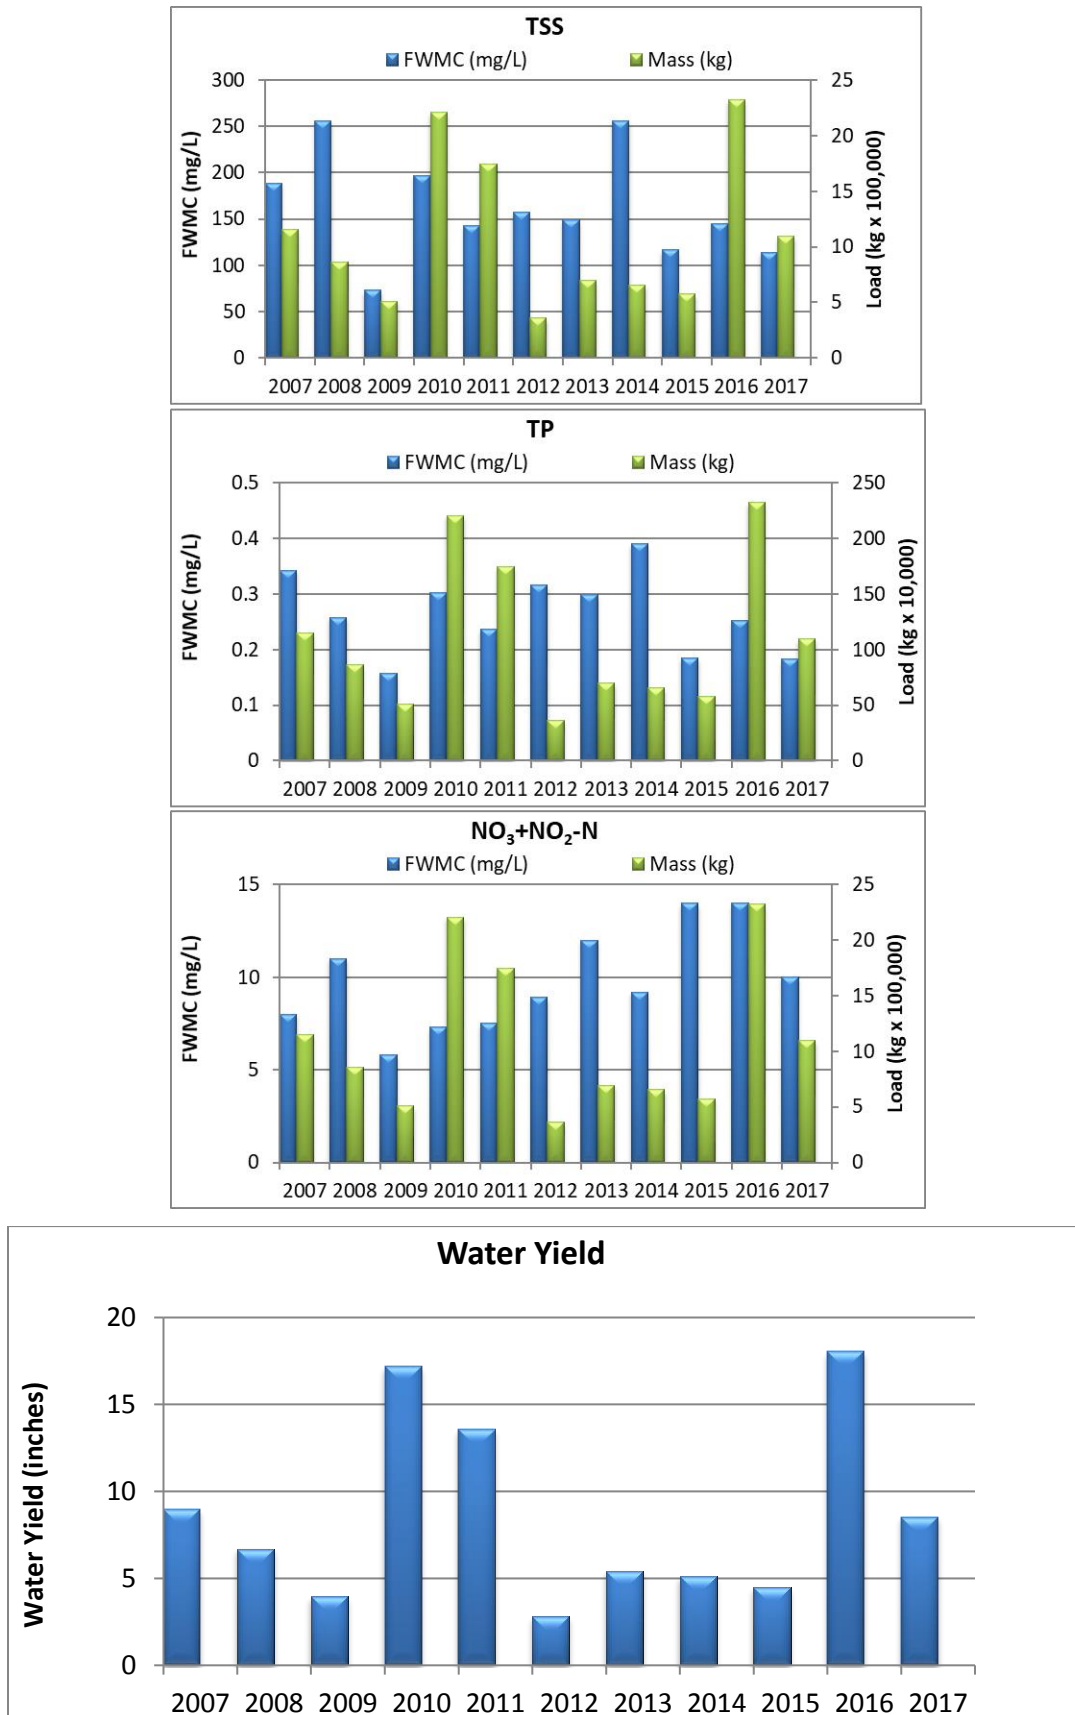 TSS
FWMC (mg/L) Mass (kg)
300 25
250 20
200 15
150 10
100 5
50 0
0
FWMC (mg/L)
Load (kg x 100,000)
2007 2008 2009 2010 2011 2012 2013 2014 2015 2016 2017
TP
FWMC (mg/L) Mass (kg)
0.5 250
0.4 200
0.3 150
0.2 100
0.1 50
0 0
FWMC (mg/L)
Load (kg x 10,000)
2007 2008 2009 2010 2011 2012 2013 2014 2015 2016 2017
NO₃+NO₂-N
FWMC (mg/L) Mass (kg)
15 25
10 20
5 15
0 10
5
0
FWMC (mg/L)
Load (kg x 100,000)
2007 2008 2009 2010 2011 2012 2013 2014 2015 2016 2017
Water Yield
20
15
10
5
0
Water Yield (inches)
2007 2008 2009 2010 2011 2012 2013 2014 2015 2016 2017